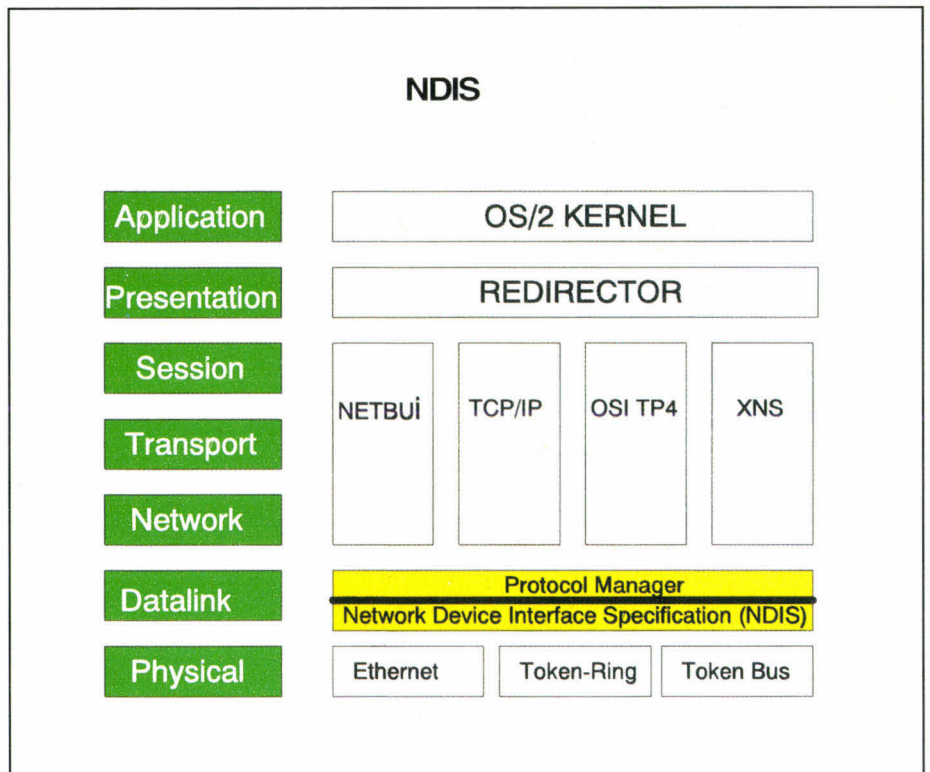 NDIS
Application
OS/2 KERNEL
Presentation
REDIRECTOR
Session
Transport
Network
NETBUİ
TCP/IP
OSI TP4
XNS
Datalink
Protocol Manager
Network Device Interface Specification (NDIS)
Physical
Ethernet
Token-Ring
Token Bus